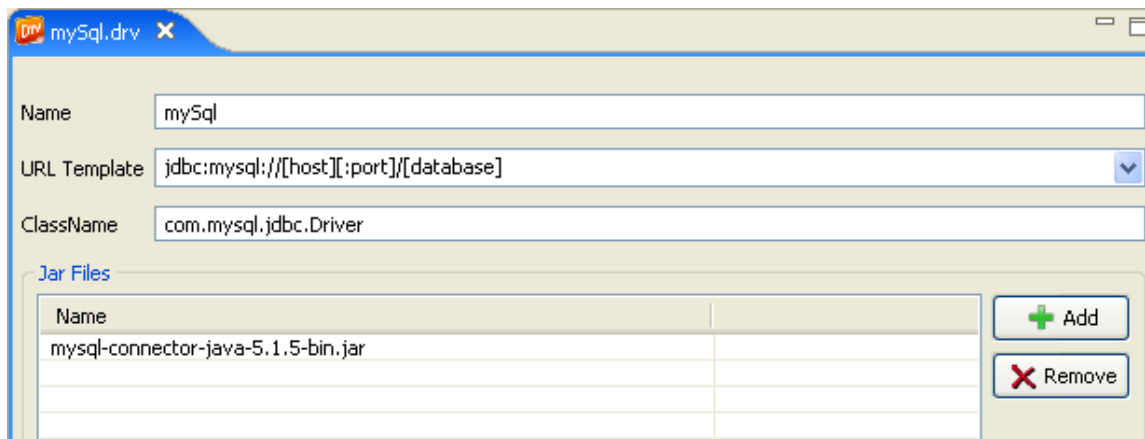 Drv mySql.drv
Name mySql
URL Template jdbc:mysql://[host][:port]/[database]
ClassName com.mysql.jdbc.Driver
Jar Files
Name
Add
mysql-connector-java-5.1.5-bin.jar
Remove